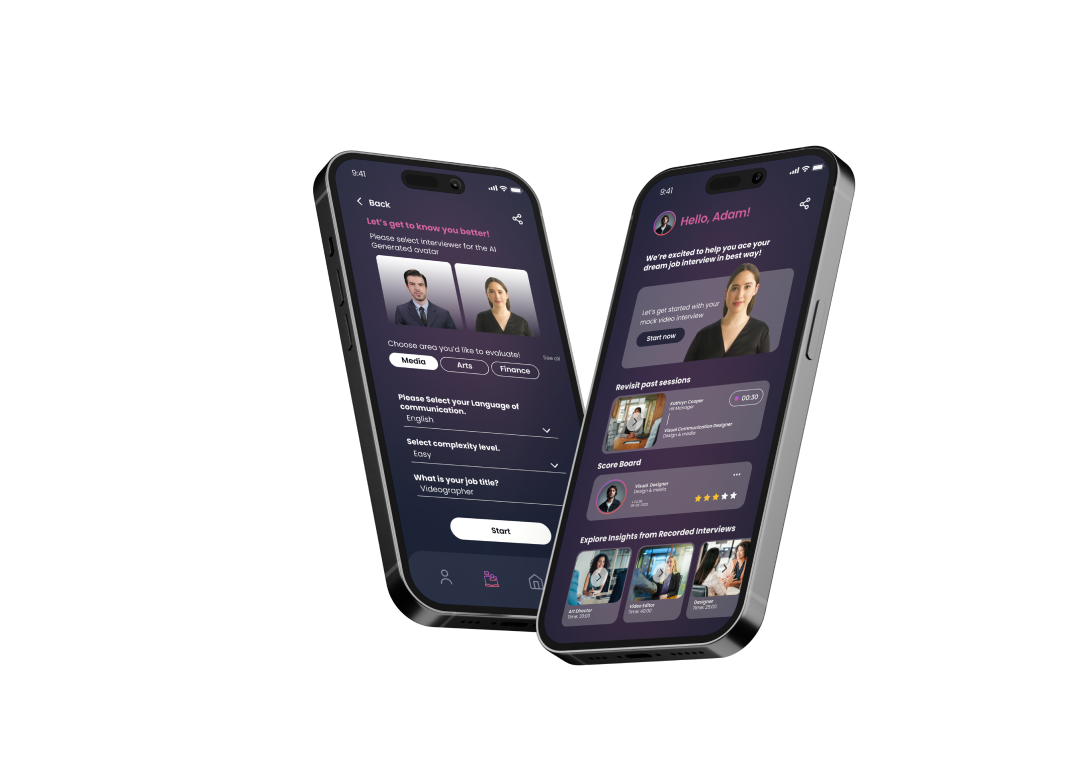 9:41
Back
Let's get to know you better!
Please select interviewer for the AI
Generated avatar
Choose area you'd like to evaluate!
See all
Media
Arts
Finance
Please Select your Language of
communication.
English
Select complexity level.
Easy
What is your job title?
Videographer
Start
9:41
Hello, Adam!
We're excited to help you ace your
dream job interview in best way!
Let's get started with your
mock video interview
Start now
Revisit past sessions
Kathryn Cooper
HR Manager
00:30
Visual Communication Designer
Design & media
Score Board
Visual Designer
Design & media
Explore Insights from Recorded Interviews
Art Director
Time: 20:00
Video Editor
Time: 40:00
Designer
Time: 25:00